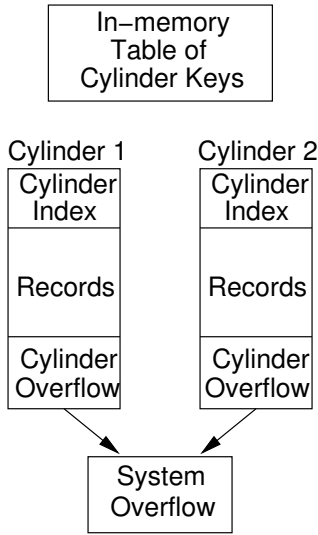 In−memory
Table of
Cylinder Keys
Cylinder 1
Cylinder 2
Cylinder
Index
Cylinder
Index
Records
Records
Cylinder
Overflow
Cylinder
Overflow
System
Overflow